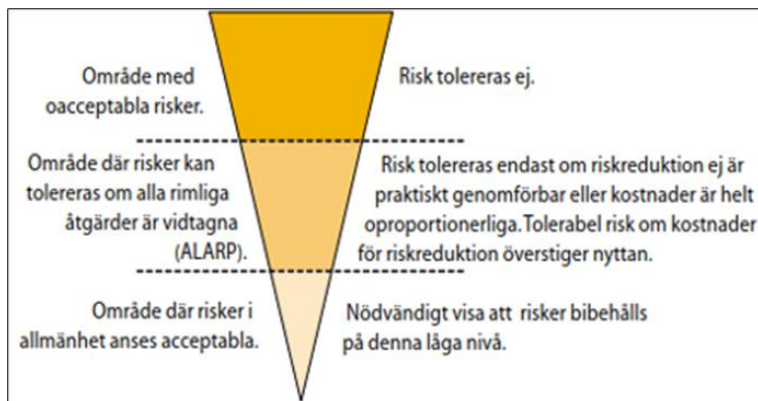 Område med
oacceptabla risker.
Risk tolereras ej.
Område där risker kan
tolereras om alla rimliga
åtgärder är vidtagna
(ALARP).
Risk tolereras endast om riskreduktion ej är
praktiskt genomförbar eller kostnader är helt
oproportionerliga. Tolerabel risk om kostnader
för riskreduktion överstiger nyttan.
Område där risker i
allmänhet anses acceptabla.
Nödvändigt visa att risker bibehålls
på denna låga nivå.